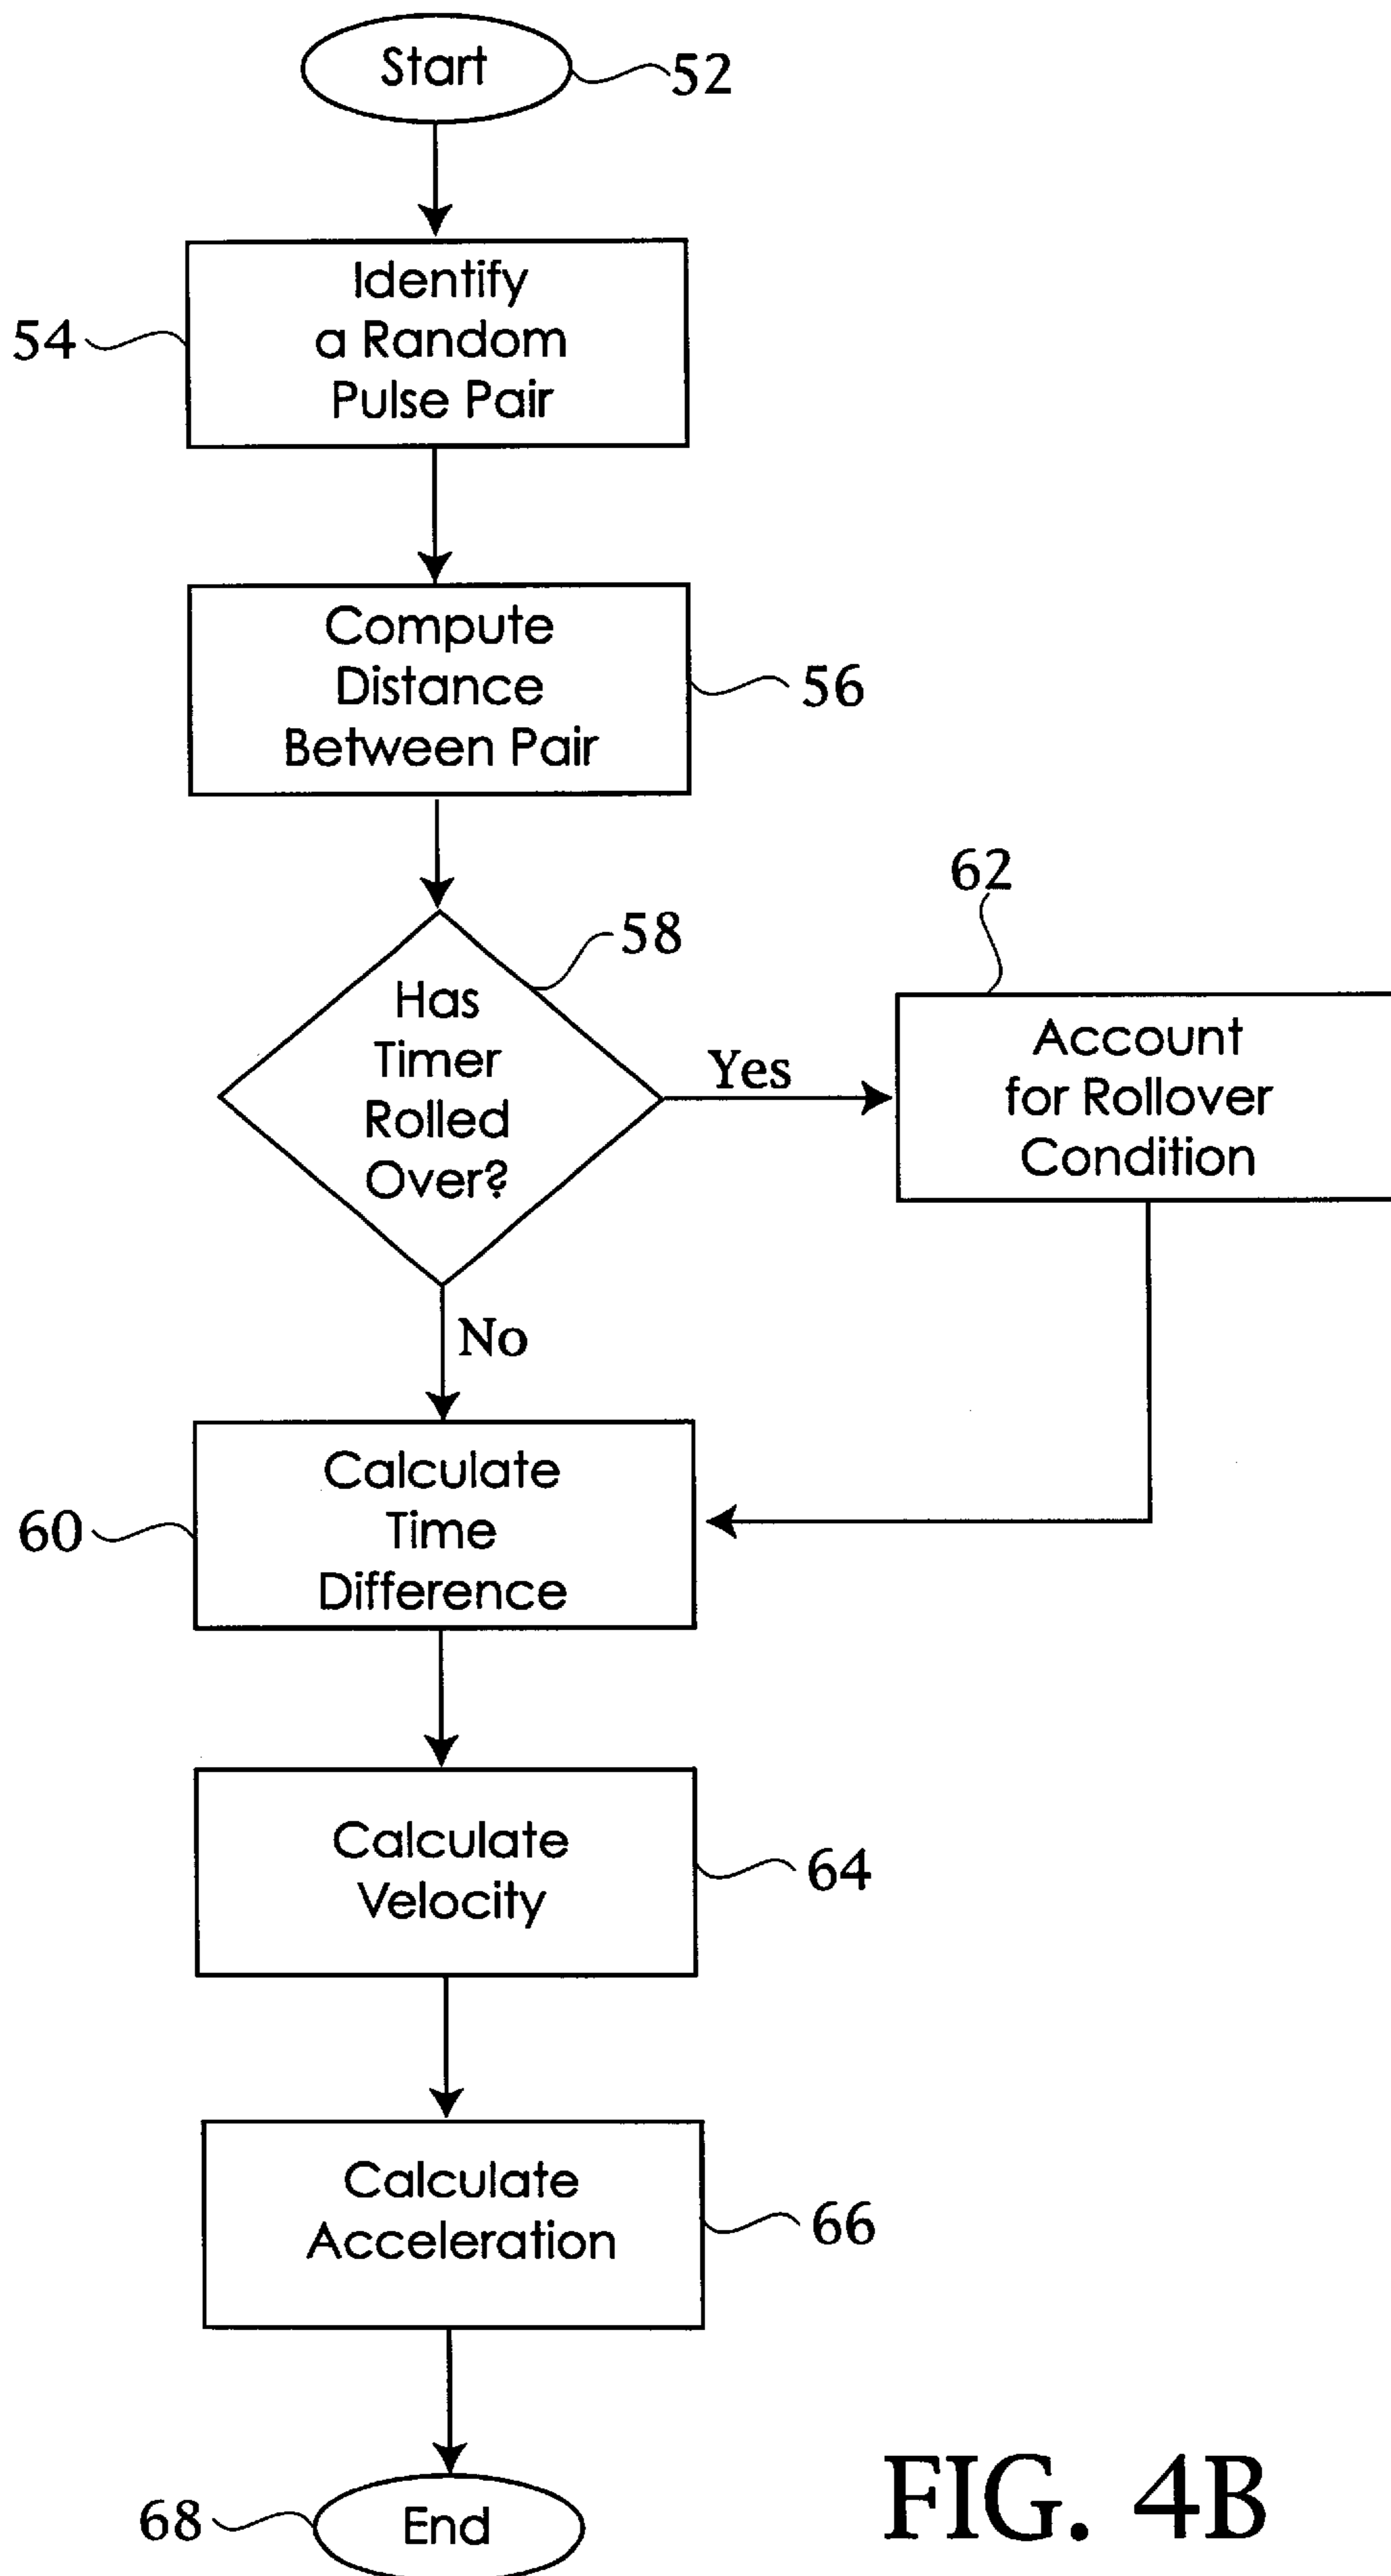 Start
52
Identify
a Random
Pulse Pair
54
Compute
Distance
Between Pair
56
62
58
Has
Timer
Rolled
Over?
Yes
Account
for Rollover
Condition
No
Calculate
Time
Difference
60
Calculate
Velocity
64
Calculate
Acceleration
66
End
68
FIG. 4B